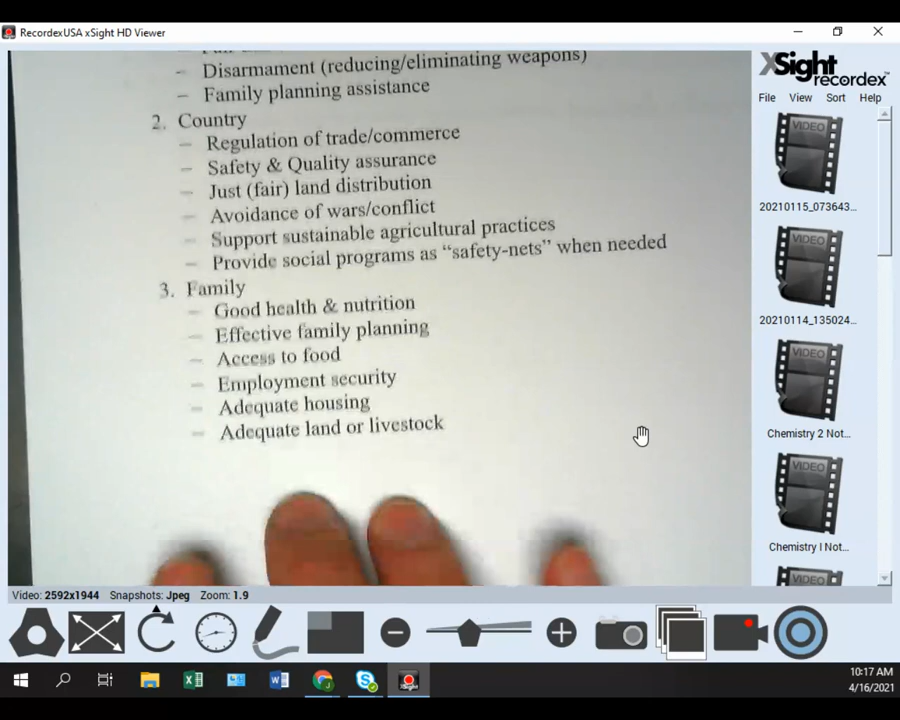 RecordexUSA xSight HD Viewer
Disarmament (reducing/eliminating weapons)
– Family planning assistance
2. Country
– Regulation of trade/commerce
– Safety & Quality assurance
– Just (fair) land distribution
– Avoidance of wars/conflict
– Support sustainable agricultural practices
– Provide social programs as “safety-nets” when needed
3. Family
– Good health & nutrition
– Effective family planning
– Access to food
– Employment security
– Adequate housing
– Adequate land or livestock
XSight
recordex™
File View Sort Help
VIDEO
20210115_073643...
VIDEO
20210114_135024...
VIDEO
Chemistry 2 Not...
VIDEO
Chemistry I Not...
VIDEO
Video: 2592x1944 Snapshots: Jpeg Zoom: 1.9
10:17 AM
4/16/2021